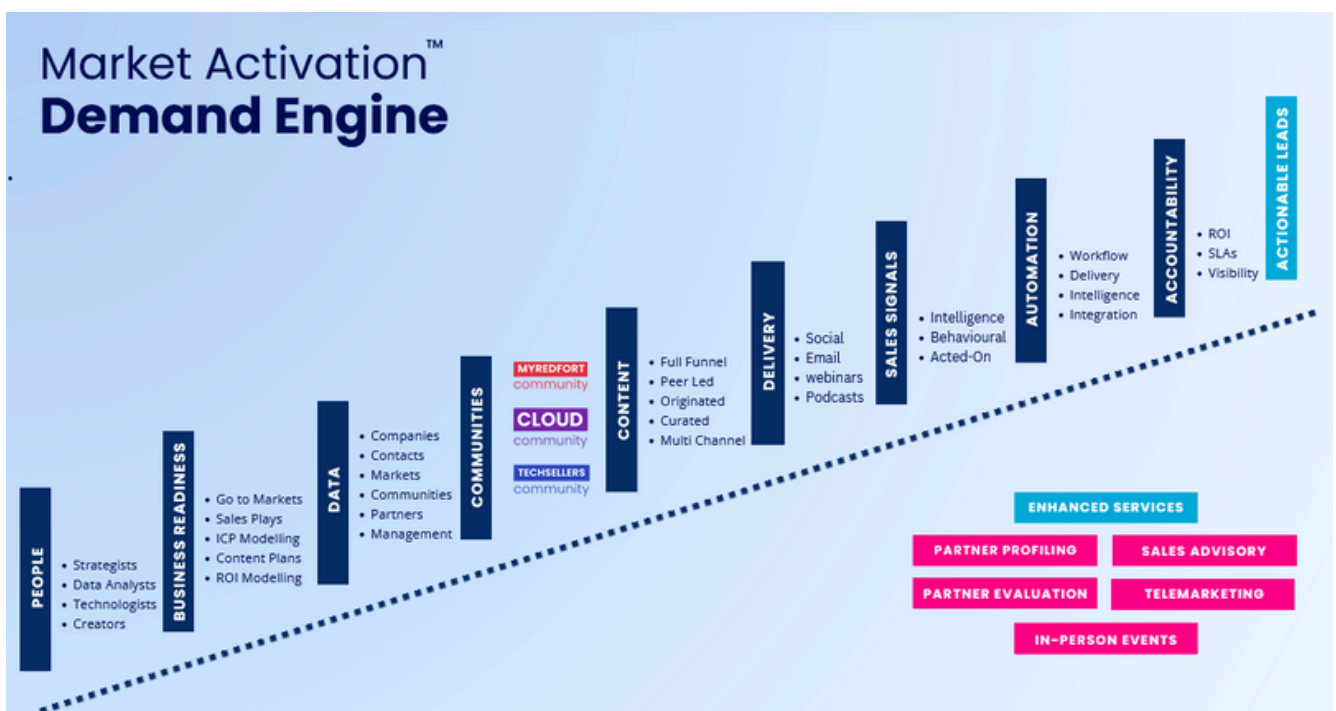 Market Activation™
Demand Engine
PEOPLE
• Strategists
• Data Analysts
• Technologists
• Creators
BUSINESS READINESS
• Go to Markets
• Sales Plays
• ICP Modelling
• Content Plans
• ROI Modelling
DATA
• Companies
• Contacts
• Markets
• Communities
• Partners
• Management
COMMUNITIES
MYREDFORT
community
CLOUD
community
TECHSELLERS
community
CONTENT
• Full Funnel
• Peer Led
• Originated
• Curated
• Multi Channel
DELIVERY
• Social
• Email
• webinars
• Podcasts
SALES SIGNALS
• Intelligence
• Behavioural
• Acted-On
AUTOMATION
• Workflow
• Delivery
• Intelligence
• Integration
ACCOUNTABILITY
• ROI
• SLAs
• Visibility
ACTIONABLE LEADS
ENHANCED SERVICES
PARTNER PROFILING
SALES ADVISORY
PARTNER EVALUATION
TELEMARKETING
IN-PERSON EVENTS